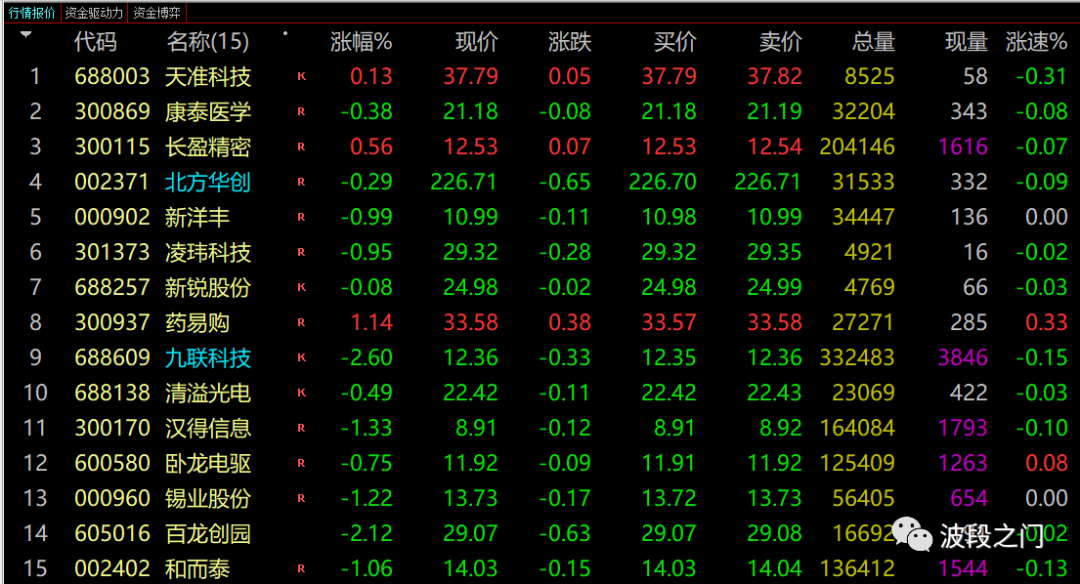 行情报价 资金驱动力 资金博弈
代码 名称(15) 涨幅% 现价 涨跌 买价 卖价 总量 现量 涨速%
1 688003 天准科技 K 0.13 37.79 0.05 37.79 37.82 8525 58 -0.31
2 300869 康泰医学 R -0.38 21.18 -0.08 21.18 21.19 32204 343 -0.08
3 300115 长盈精密 R 0.56 12.53 0.07 12.53 12.54 204146 1616 -0.07
4 002371 北方华创 R -0.29 226.71 -0.65 226.70 226.71 31533 332 -0.09
5 000902 新洋丰 R -0.99 10.99 -0.11 10.98 10.99 34447 136 0.00
6 301373 凌玮科技 R -0.95 29.32 -0.28 29.32 29.35 4921 16 -0.02
7 688257 新锐股份 K -0.08 24.98 -0.02 24.98 24.99 4769 66 -0.03
8 300937 药易购 R 1.14 33.58 0.38 33.57 33.58 27271 285 0.33
9 688609 九联科技 K -2.60 12.36 -0.33 12.35 12.36 332483 3846 -0.15
10 688138 清溢光电 K -0.49 22.42 -0.11 22.42 22.43 23069 422 -0.03
11 300170 汉得信息 R -1.33 8.91 -0.12 8.91 8.92 164084 1793 -0.10
12 600580 卧龙电驱 R -0.75 11.92 -0.09 11.91 11.92 125409 1263 0.08
13 000960 锡业股份 R -1.22 13.73 -0.17 13.72 13.73 56405 654 0.00
14 605016 百龙创园 -2.12 29.07 -0.63 29.07 29.08 16692 波段之门
15 002402 和而泰 R -1.06 14.03 -0.15 14.03 14.04 136412 1544 -0.13